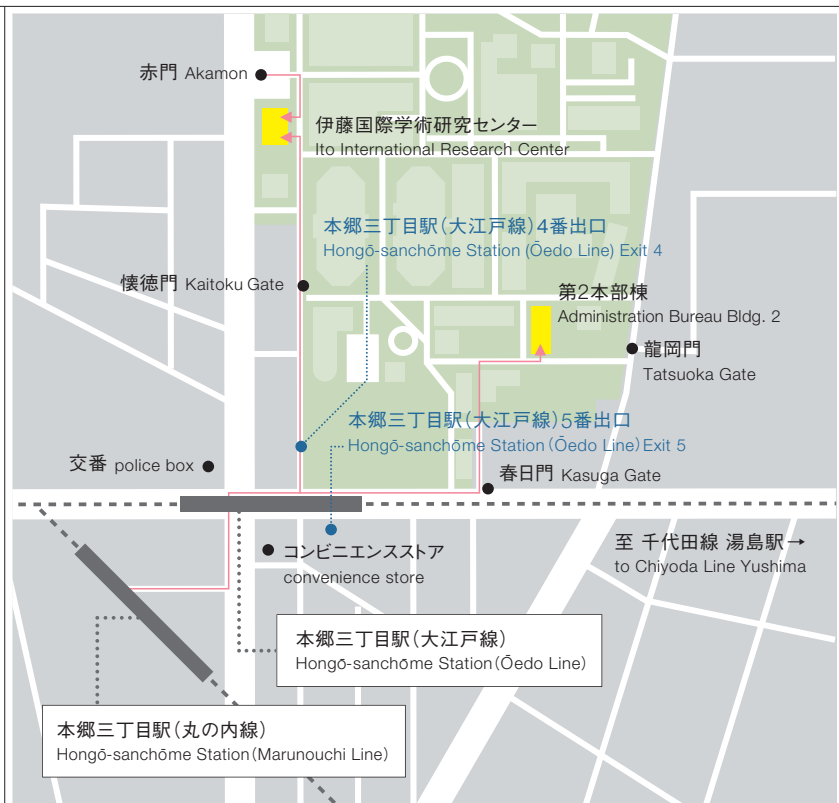 赤門 Akamon
伊藤国際学術研究センター
Ito International Research Center
本郷三丁目駅（大江戸線）4番出口
Hongō-sanchōme Station (Ōedo Line) Exit 4
懐徳門 Kaitoku Gate
第2本部棟
Administration Bureau Bldg. 2
龍岡門
Tatsuoka Gate
本郷三丁目駅（大江戸線）5番出口
Hongō-sanchōme Station (Ōedo Line) Exit 5
交番 police box
春日門 Kasuga Gate
コンビニエンスストア
convenience store
至 千代田線 湯島駅→
to Chiyoda Line Yushima
本郷三丁目駅（大江戸線）
Hongō-sanchōme Station (Ōedo Line)
本郷三丁目駅（丸の内線）
Hongō-sanchōme Station (Marunouchi Line)